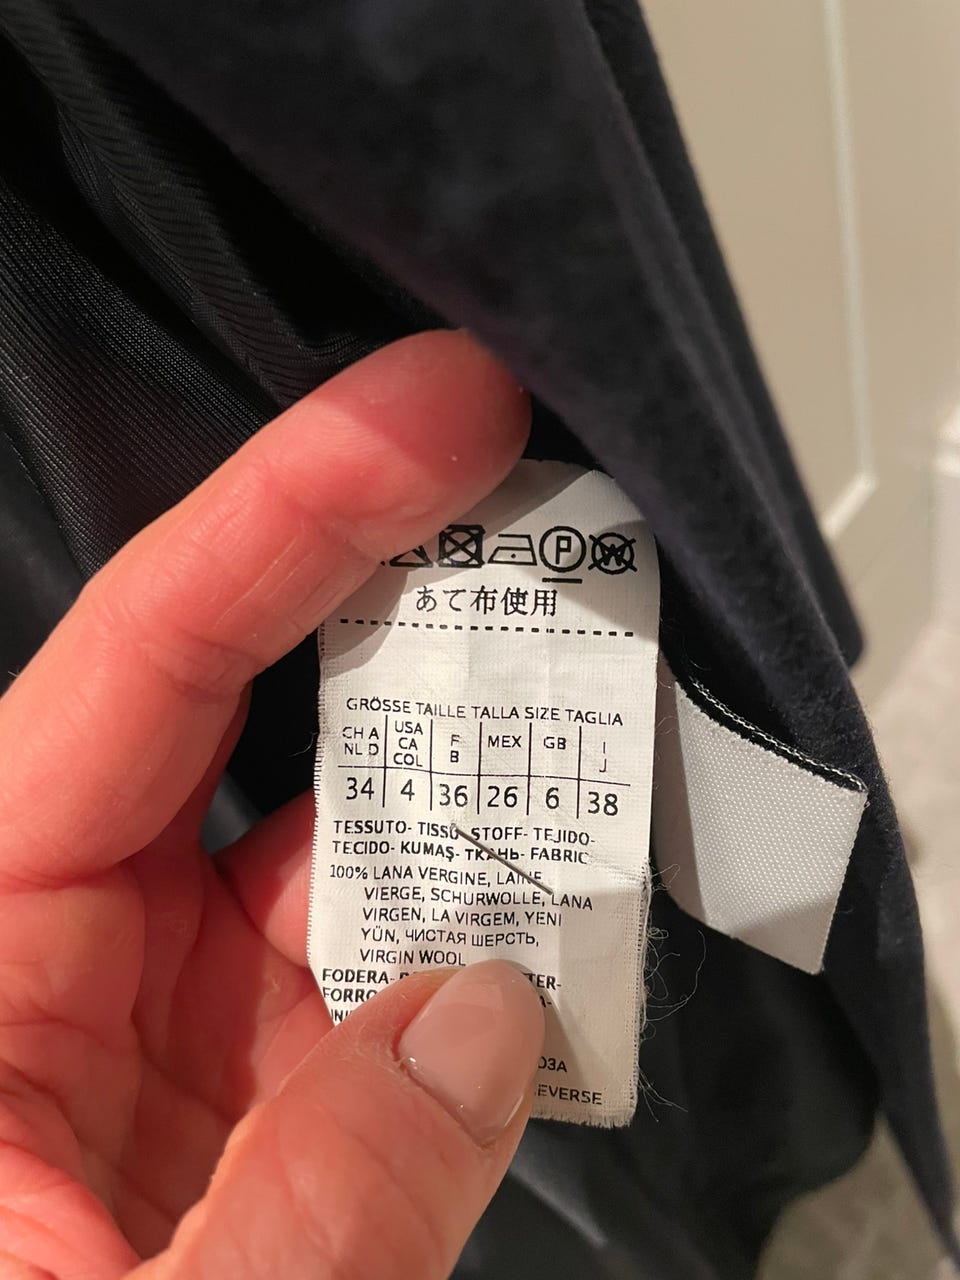 P W
あて布使用
GRÖSSE TAILLE TALLA SIZE TAGLIA
CH A NL D USA CA COL F B MEX GB I J
34 4 36 26 6 38
TESSUTO- TISSU- STOFF- TEJIDO-
TECIDO- KUMAŞ- ТКАНЬ- FABRIC
100% LANA VERGINE, LAINE
VIERGE, SCHURWOLLE, LANA
VIRGEN, LA VIRGEM, YENI
YÜN, ЧИСТАЯ ШЕРСТЬ,
VIRGIN WOOL
FODERA-